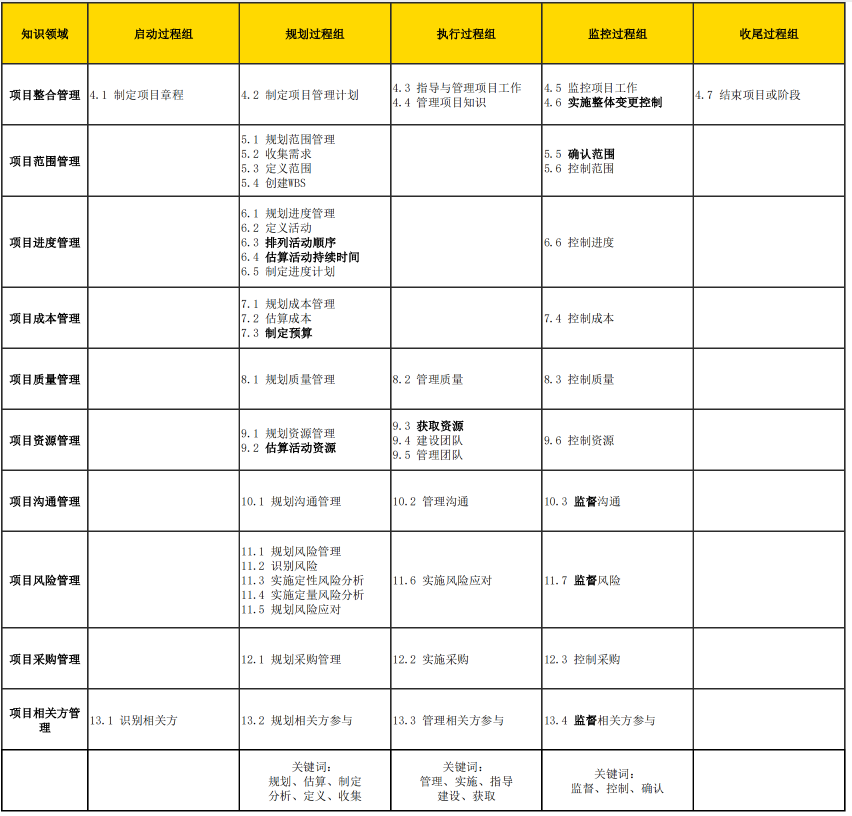 知识领域 启动过程组 规划过程组 执行过程组 监控过程组 收尾过程组
项目整合管理
4.1 制定项目章程
4.2 制定项目管理计划
4.3 指导与管理项目工作
4.4 管理项目知识
4.5 监控项目工作
4.6 实施整体变更控制
4.7 结束项目或阶段
项目范围管理
5.1 规划范围管理
5.2 收集需求
5.3 定义范围
5.4 创建WBS
5.5 确认范围
5.6 控制范围
项目进度管理
6.1 规划进度管理
6.2 定义活动
6.3 排列活动顺序
6.4 估算活动持续时间
6.5 制定进度计划
6.6 控制进度
项目成本管理
7.1 规划成本管理
7.2 估算成本
7.3 制定预算
7.4 控制成本
项目质量管理
8.1 规划质量管理
8.2 管理质量
8.3 控制质量
项目资源管理
9.1 规划资源管理
9.2 估算活动资源
9.3 获取资源
9.4 建设团队
9.5 管理团队
9.6 控制资源
项目沟通管理
10.1 规划沟通管理
10.2 管理沟通
10.3 监督沟通
项目风险管理
11.1 规划风险管理
11.2 识别风险
11.3 实施定性风险分析
11.4 实施定量风险分析
11.5 规划风险应对
11.6 实施风险应对
11.7 监督风险
项目采购管理
12.1 规划采购管理
12.2 实施采购
12.3 控制采购
项目相关方管
理
13.1 识别相关方
13.2 规划相关方参与
13.3 管理相关方参与
13.4 监督相关方参与
关键词:
规划、估算、制定
分析、定义、收集
关键词:
管理、实施、指导
建设、获取
关键词:
监督、控制、确认